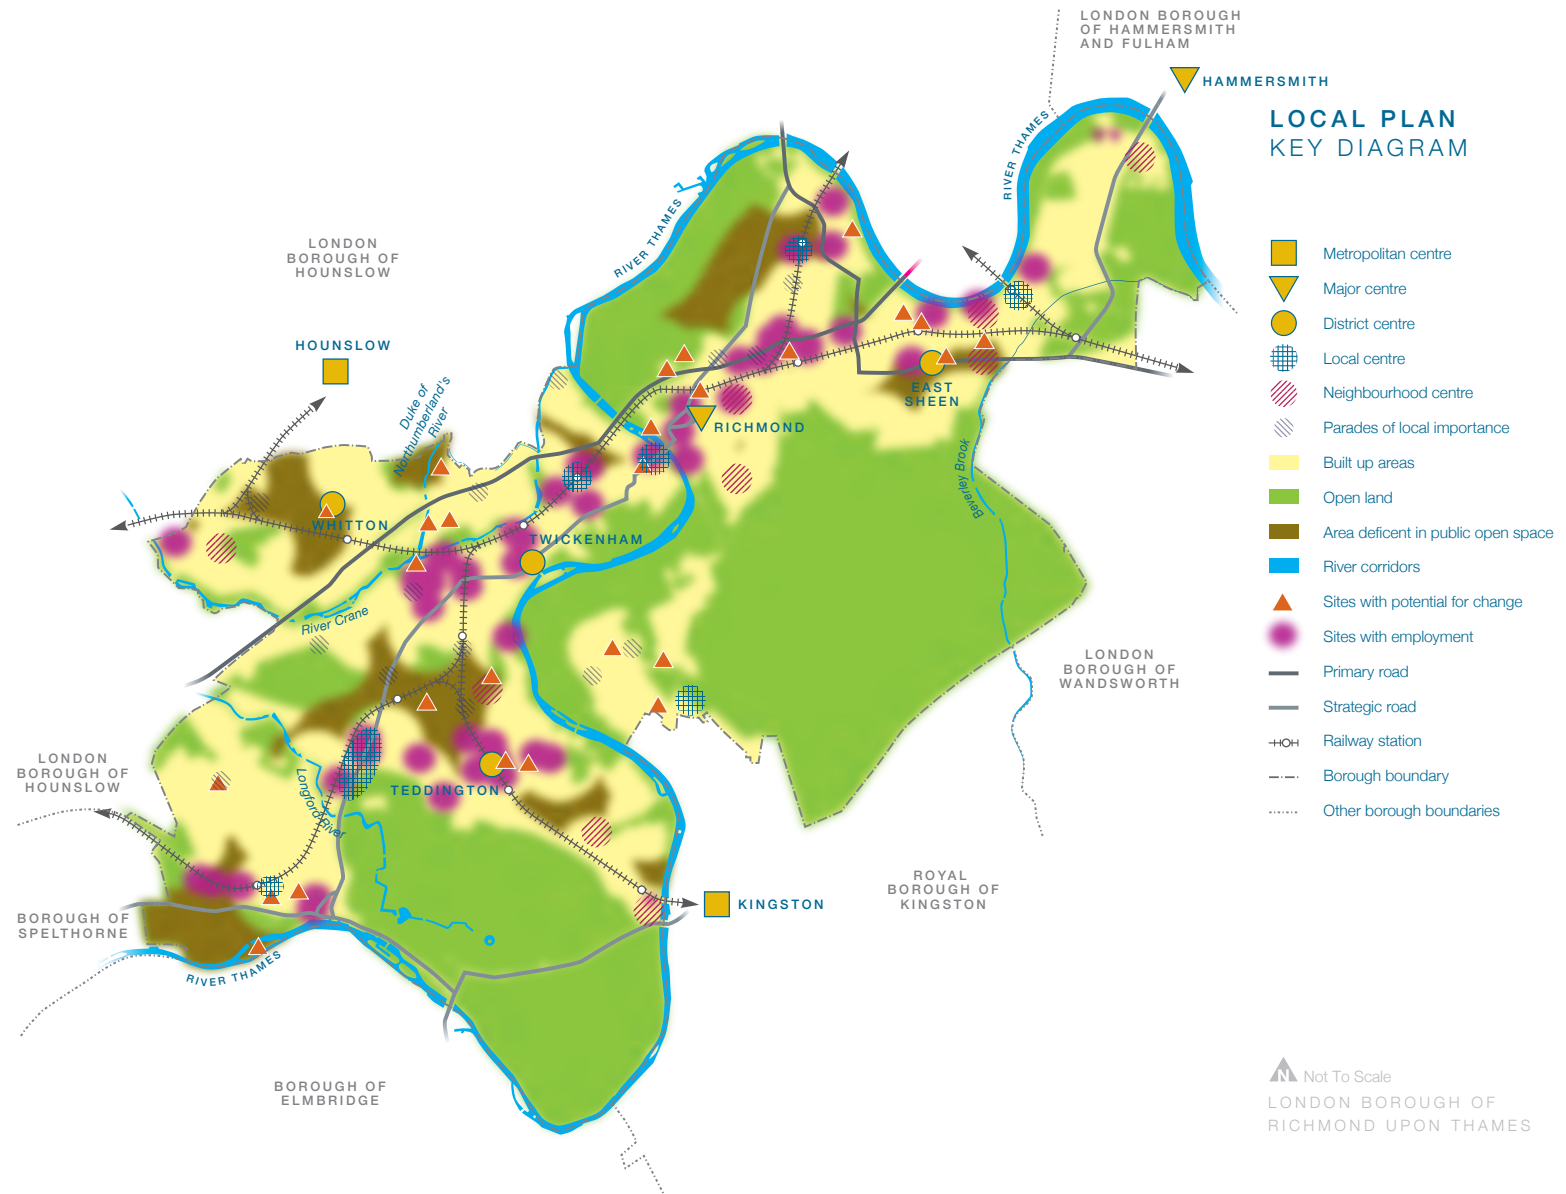 LONDON BOROUGH
OF HAMMERSMITH
AND FULHAM
HAMMERSMITH
LOCAL PLAN
KEY DIAGRAM
RIVER THAMES
RIVER THAMES
LONDON
BOROUGH OF
HOUNSLOW
HOUNSLOW
Duke of
Northumberland's
River
EAST
SHEEN
RICHMOND
Beverley Brook
WHITTON
TWICKENHAM
River Crane
LONDON
BOROUGH OF
WANDSWORTH
LONDON
BOROUGH OF
HOUNSLOW
Longford River
TEDDINGTON
ROYAL
BOROUGH OF
KINGSTON
KINGSTON
BOROUGH OF
SPELTHORNE
RIVER THAMES
BOROUGH OF
ELMBRIDGE
Metropolitan centre
Major centre
District centre
Local centre
Neighbourhood centre
Parades of local importance
Built up areas
Open land
Area deficent in public open space
River corridors
Sites with potential for change
Sites with employment
Primary road
Strategic road
Railway station
Borough boundary
Other borough boundaries
N Not To Scale
LONDON BOROUGH OF
RICHMOND UPON THAMES